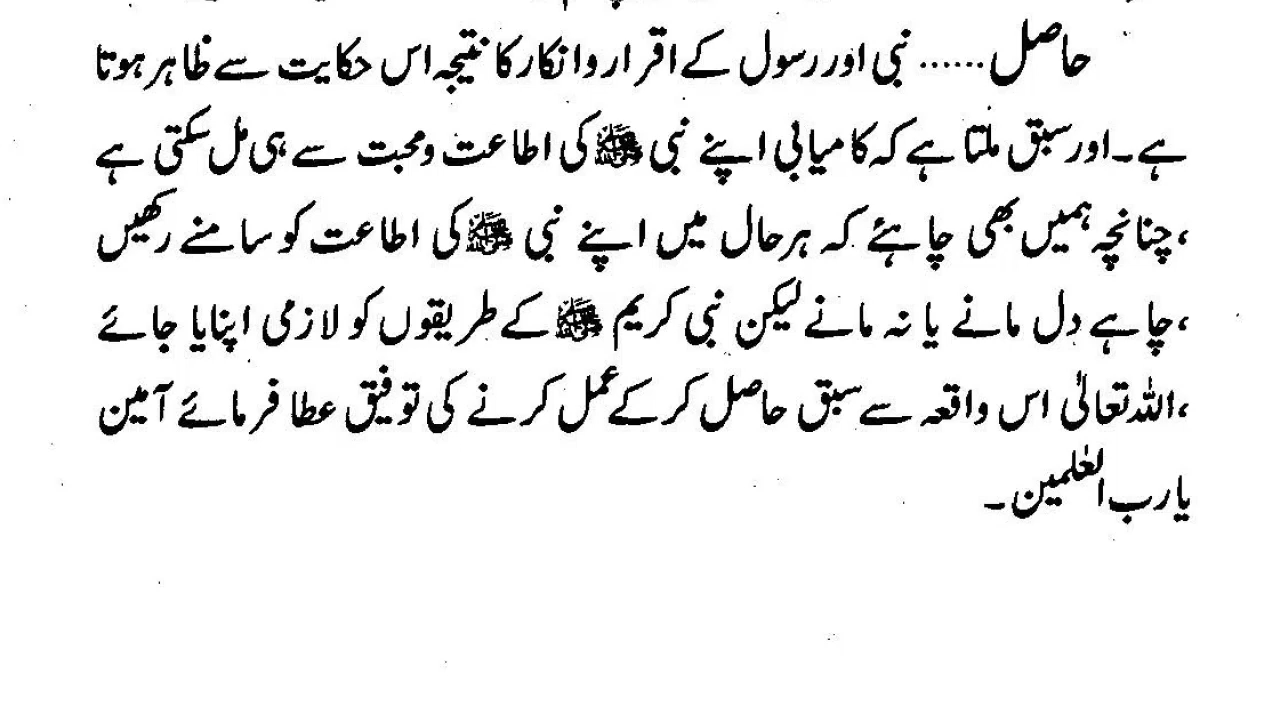 حاصل...... نبی اور رسول کے اقرار وانکار کا نتیجہ اس حکایت سے ظاہر ہوتا
ہے۔ اور سبق ملتا ہے کہ کامیابی اپنے نبی ﷺ کی اطاعت ومحبت سے ہی مل سکتی ہے
،چنانچہ ہمیں بھی چاہئے کہ ہر حال میں اپنے نبی ﷺ کی اطاعت کو سامنے رکھیں
،چاہے دل مانے یا نہ مانے لیکن نبی کریم ﷺ کے طریقوں کو لازمی اپنایا جائے
،اللہ تعالیٰ اس واقعہ سے سبق حاصل کر کے عمل کرنے کی توفیق عطا فرمائے آمین
یارب العٰلمین۔